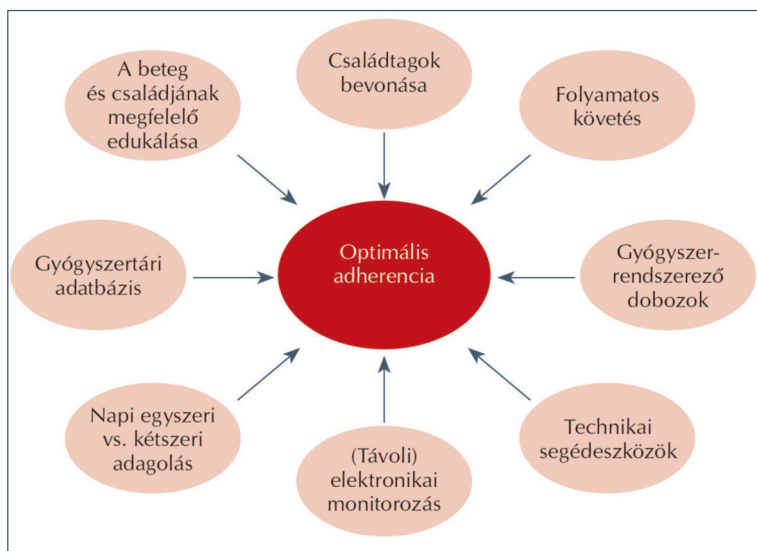 A beteg
és családjának
megfelelő
edukálása
Családtagok
bevonása
Folyamatos
követés
Gyógyszertári
adatbázis
Optimális
adherencia
Gyógyszer-
rendszerező
dobozok
Napi egyszeri
vs. kétszeri
adagolás
(Távoli)
elektronikai
monitorozás
Technikai
segédeszközök